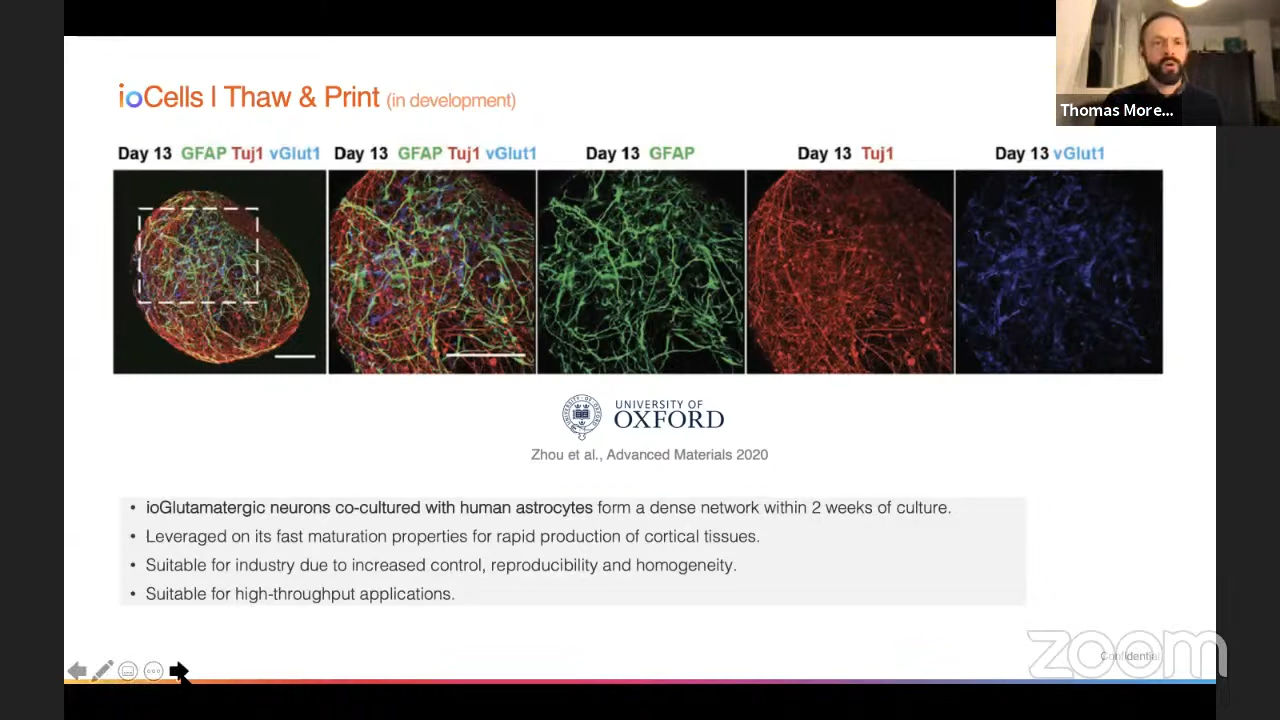 ioCells | Thaw & Print (in development)
Thomas More...
Day 13 GFAP Tuj1 vGlut1
Day 13 GFAP Tuj1 vGlut1
Day 13 GFAP
Day 13 Tuj1
Day 13 vGlut1
UNIVERSITY OF
OXFORD
Zhou et al., Advanced Materials 2020
• ioGlutamatergic neurons co-cultured with human astrocytes form a dense network within 2 weeks of culture.
• Leveraged on its fast maturation properties for rapid production of cortical tissues.
• Suitable for industry due to increased control, reproducibility and homogeneity.
• Suitable for high-throughput applications.
Confidential
zoom